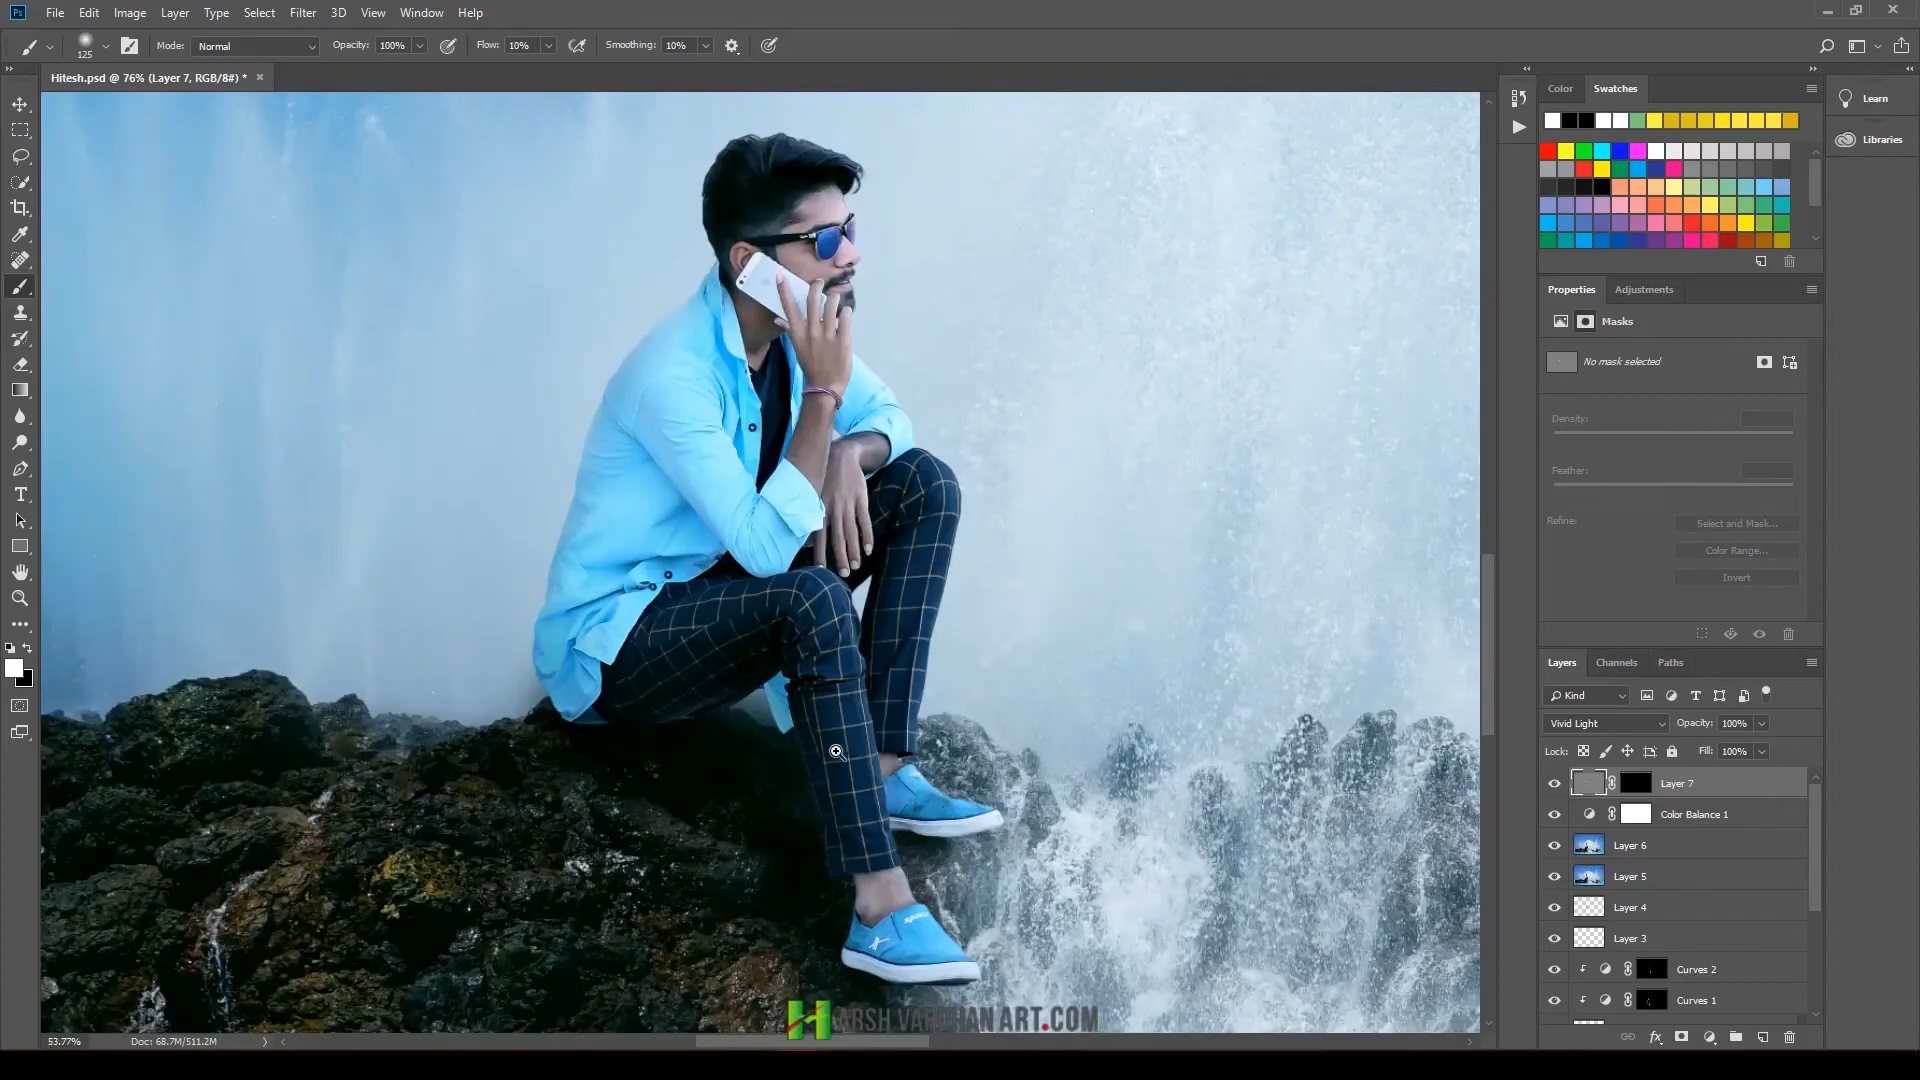 Ps File Edit Image Layer Type Select Filter 3D View Window Help
125 Mode: Normal Opacity: 100% Flow: 10% Smoothing: 10%
Hitesh.psd @ 76% (Layer 7, RGB/8#) * ×
Color Swatches
Learn
Libraries
Properties Adjustments
Masks
No mask selected
Density:
Feather:
Refine: Select and Mask...
Color Range...
Invert
Layers Channels Paths
Kind
Vivid Light Opacity: 100%
Lock: Fill: 100%
Layer 7
Color Balance 1
Layer 6
Layer 5
Layer 4
Layer 3
Curves 2
Curves 1
HARSH VARDHAN ART.COM
53.77% Doc: 68.7M/511.2M